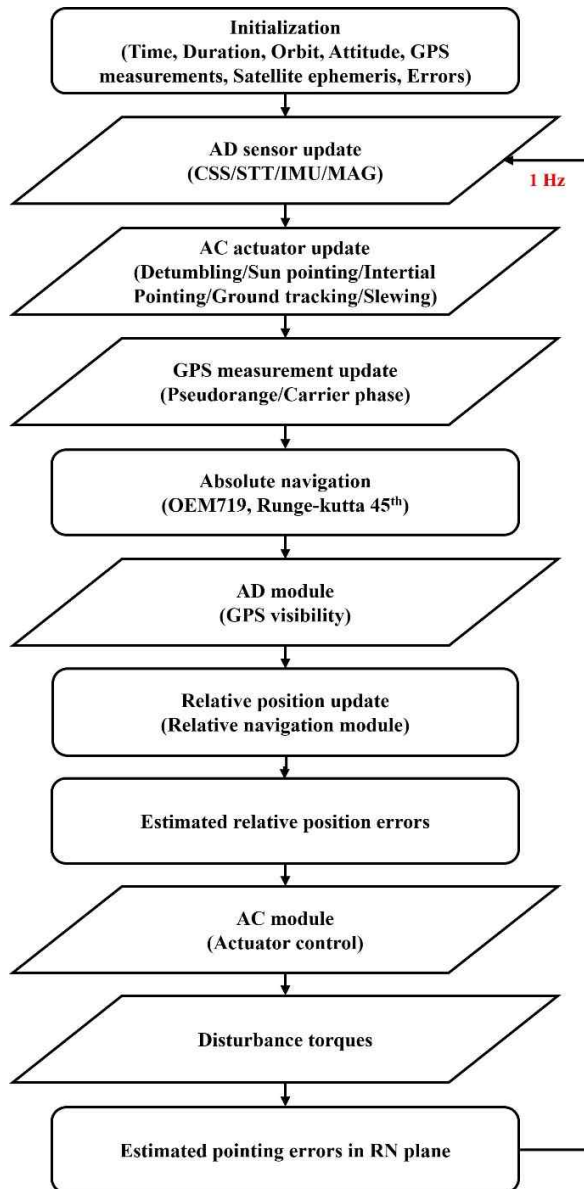 Initialization
(Time, Duration, Orbit, Attitude, GPS
measurements, Satellite ephemeris, Errors)
AD sensor update
(CSS/STT/IMU/MAG)
1 Hz
AC actuator update
(Detumbling/Sun pointing/Intertial
Pointing/Ground tracking/Slewing)
GPS measurement update
(Pseudorange/Carrier phase)
Absolute navigation
(OEM719, Runge-kutta 45th)
AD module
(GPS visibility)
Relative position update
(Relative navigation module)
Estimated relative position errors
AC module
(Actuator control)
Disturbance torques
Estimated pointing errors in RN plane